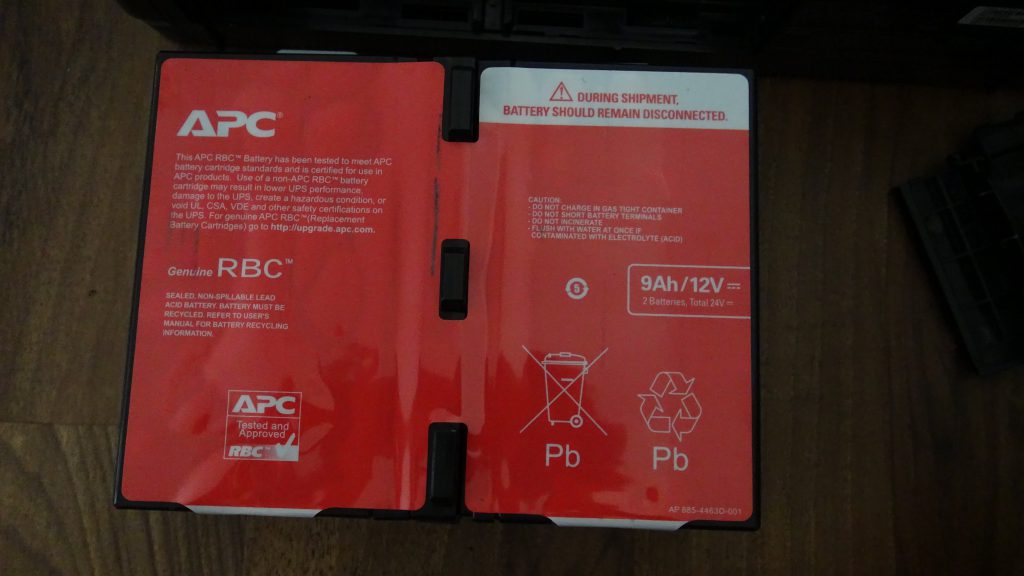 APC®
This APC RBC™ Battery has been tested to meet APC
battery cartridge standards and is certified for use in
APC products. Use of a non-APC RBC™ battery
cartridge may result in lower UPS performance,
damage to the UPS, create a hazardous condition, or
void UL, CSA, VDE and other safety certifications on
the UPS. For genuine APC RBC™(Replacement
Battery Cartridges) go to http://upgrade.apc.com.
Genuine RBC™
SEALED, NON-SPILLABLE LEAD
ACID BATTERY. BATTERY MUST BE
RECYCLED. REFER TO USER'S
MANUAL FOR BATTERY RECYCLING
INFORMATION.
APC
Tested and
Approved
RBC™
DURING SHIPMENT,
BATTERY SHOULD REMAIN DISCONNECTED.
CAUTION:
- DO NOT CHARGE IN GAS TIGHT CONTAINER
- DO NOT SHORT BATTERY TERMINALS
- DO NOT INCINERATE
- FLUSH WITH WATER AT ONCE IF
CONTAMINATED WITH ELECTROLYTE (ACID)
5
9Ah/12V
2 Batteries, Total 24V
Pb
Pb
AP 885-4463D-001